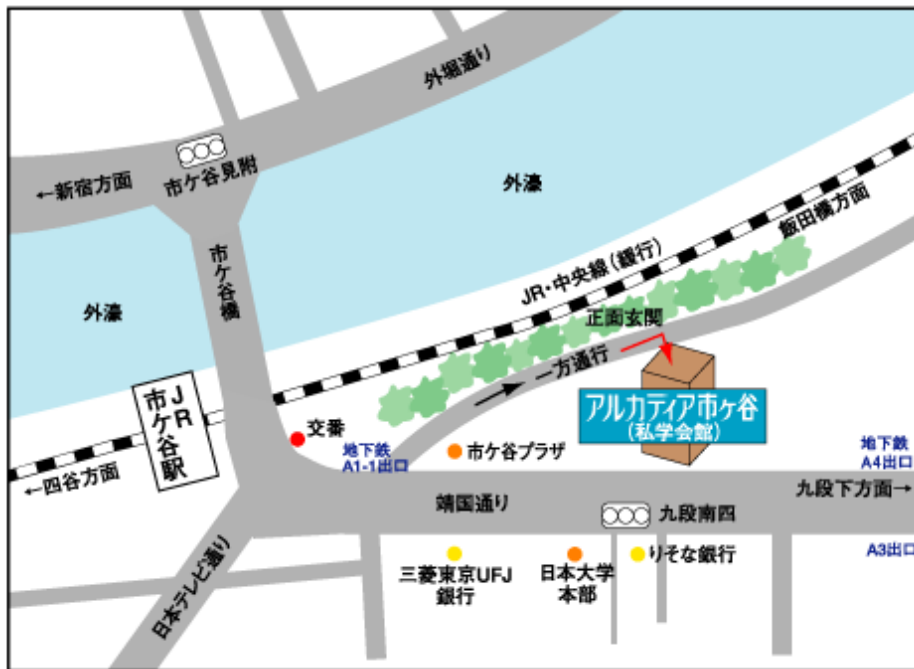 外堀通り
市ケ谷見附
←新宿方面
外濠
飯田橋方面
市ケ谷橋
JR・中央線（銀行）
外濠
正面玄関
一方通行
アルカディア市ヶ谷
（私学会館）
JR
市ケ谷駅
交番
地下鉄
A1-1出口
市ケ谷プラザ
地下鉄
A4出口
←四谷方面
九段下方面→
靖国通り
九段南四
A3出口
三菱東京UFJ
銀行
日本大学
本部
りそな銀行
日本テレビ通り